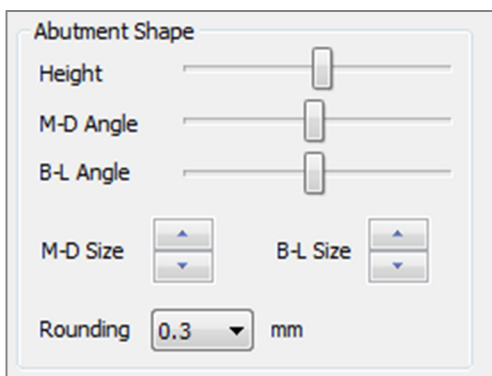 Abutment Shape
Height
M-D Angle
B-L Angle
M-D Size B-L Size
Rounding 0.3 mm